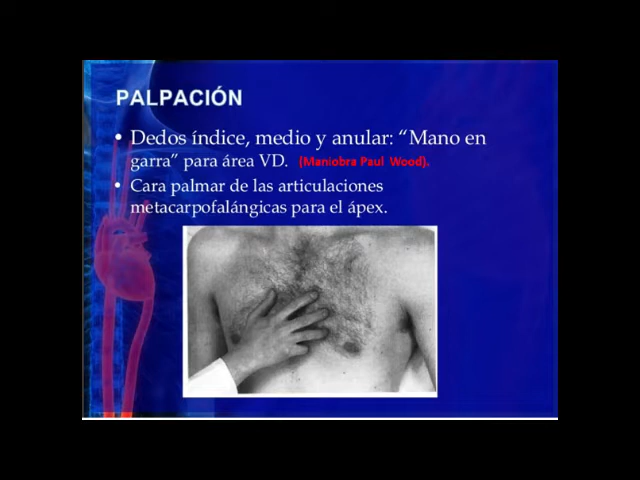 PALPACIÓN
• Dedos índice, medio y anular: “Mano en
garra” para área VD. (Maniobra Paul Wood).
• Cara palmar de las articulaciones
metacarpofalángicas para el ápex.